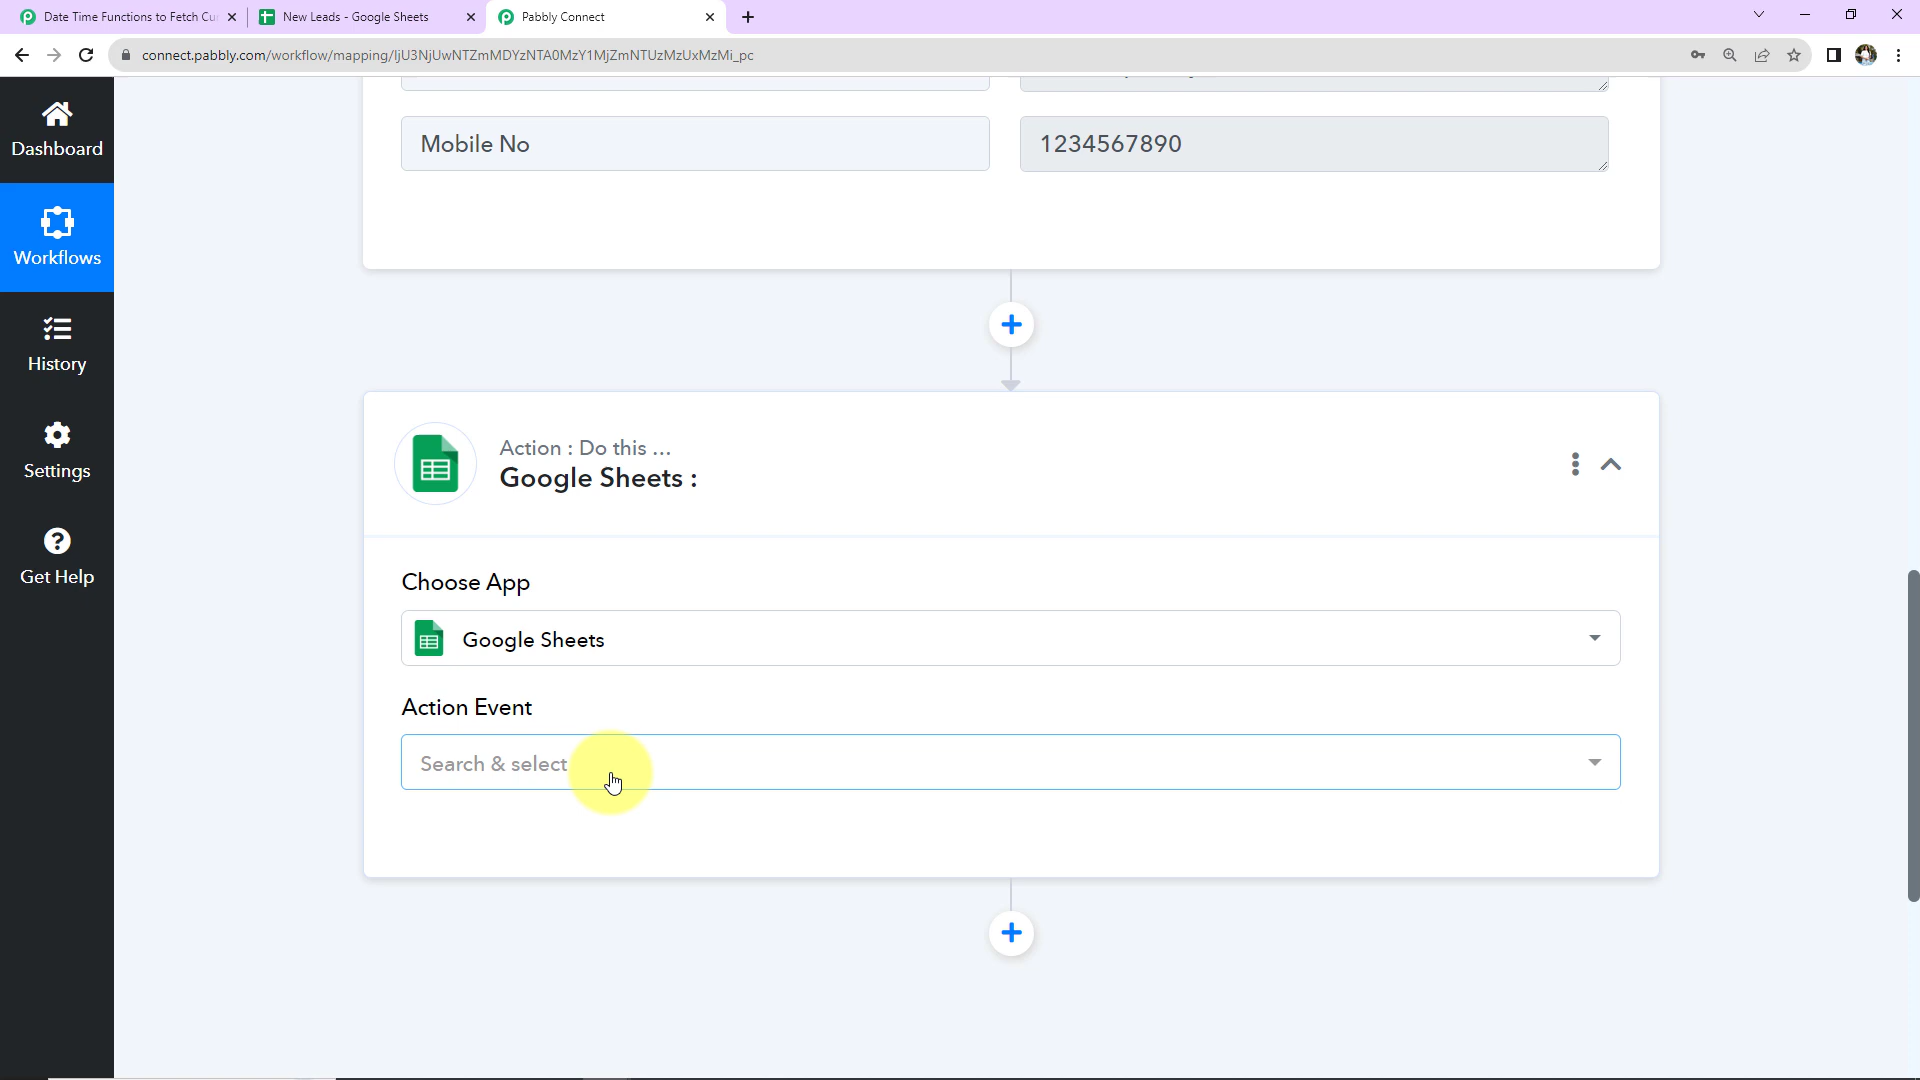 Date Time Functions to Fetch Cu
New Leads - Google Sheets
Pabbly Connect
connect.pabbly.com/workflow/mapping/IjU3NjUwNTZmMDYzNTA0MzY1MjZmNTUzMzUxMzMi_pc
Dashboard
Workflows
History
Settings
Get Help
Mobile No
1234567890
Action : Do this ...
Google Sheets :
Choose App
Google Sheets
Action Event
Search & select